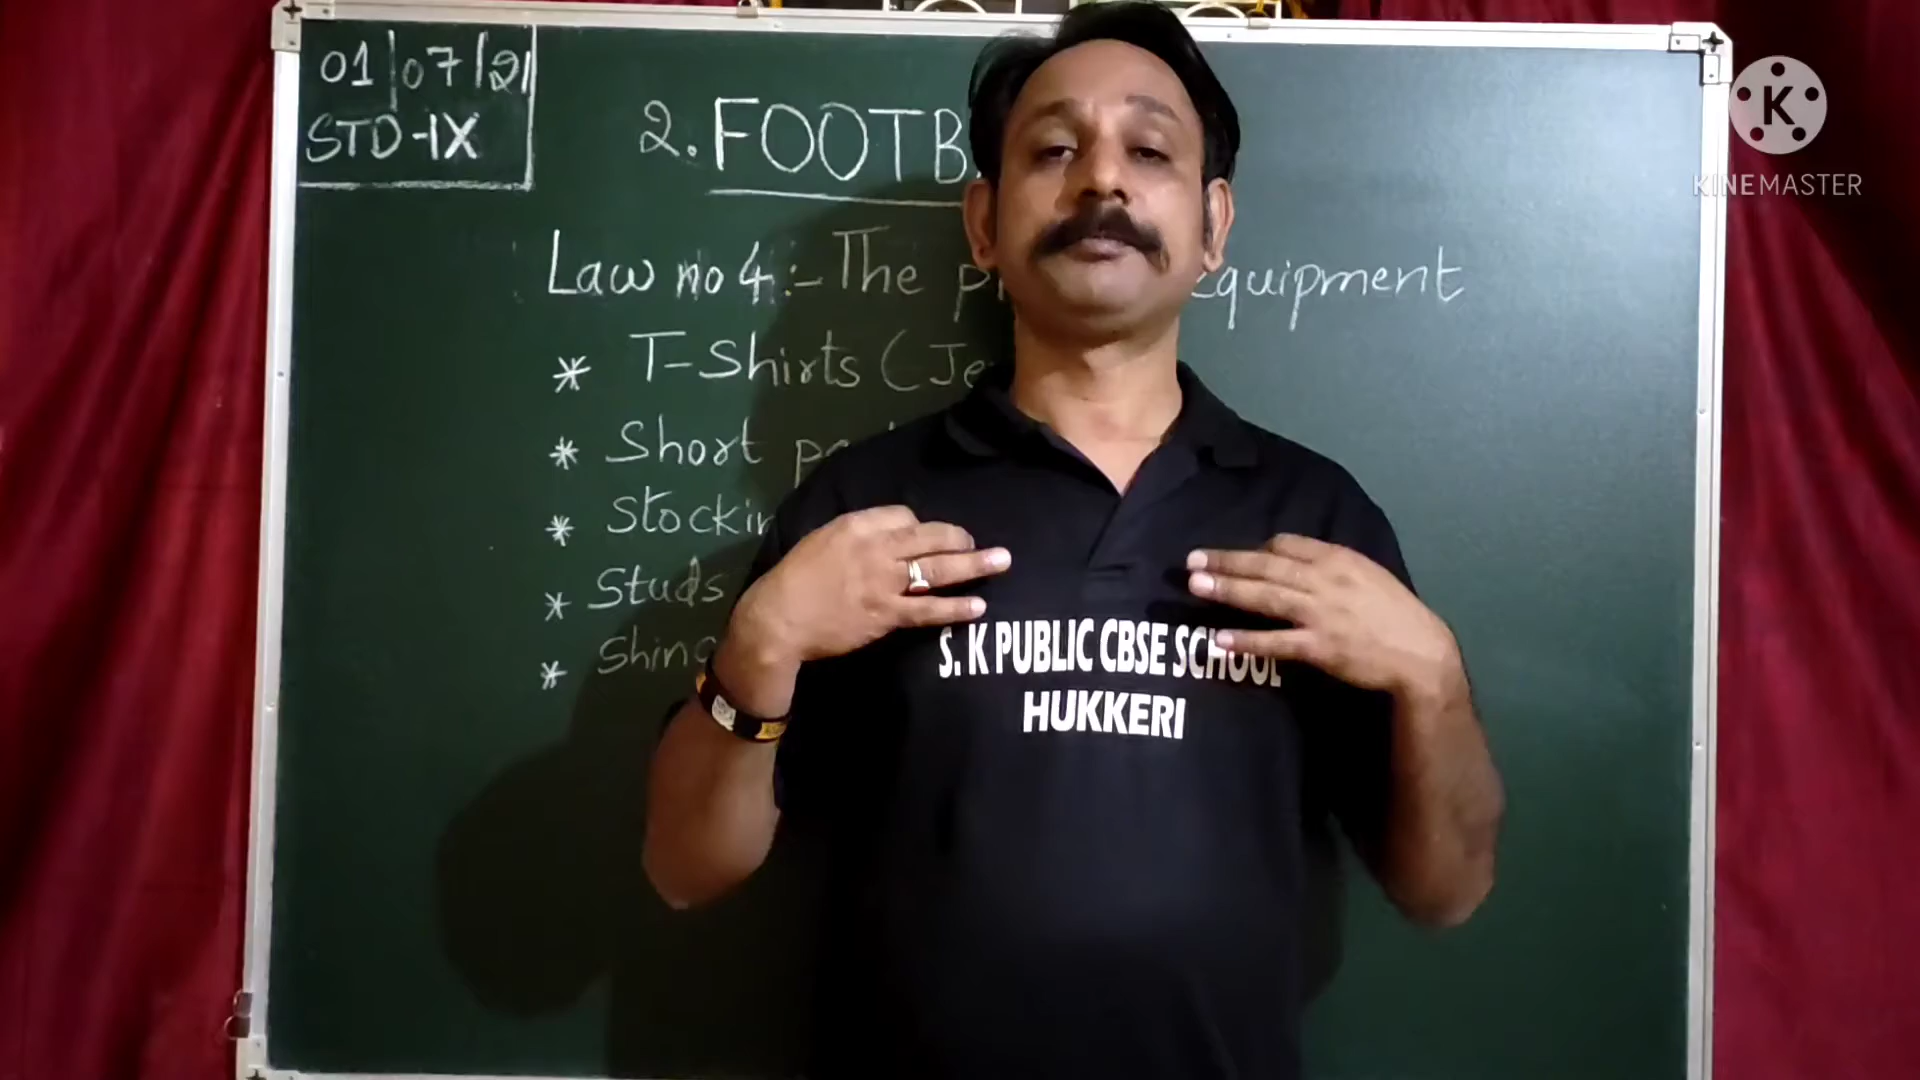 01/07/21
STD-IX
2. FOOTB
Law no 4:- The equipment
* T-Shirts (Je
* Short
* Stockin
* Studs
* Shing
S. K PUBLIC CBSE SCHOOL
HUKKERI
K
KINEMASTER